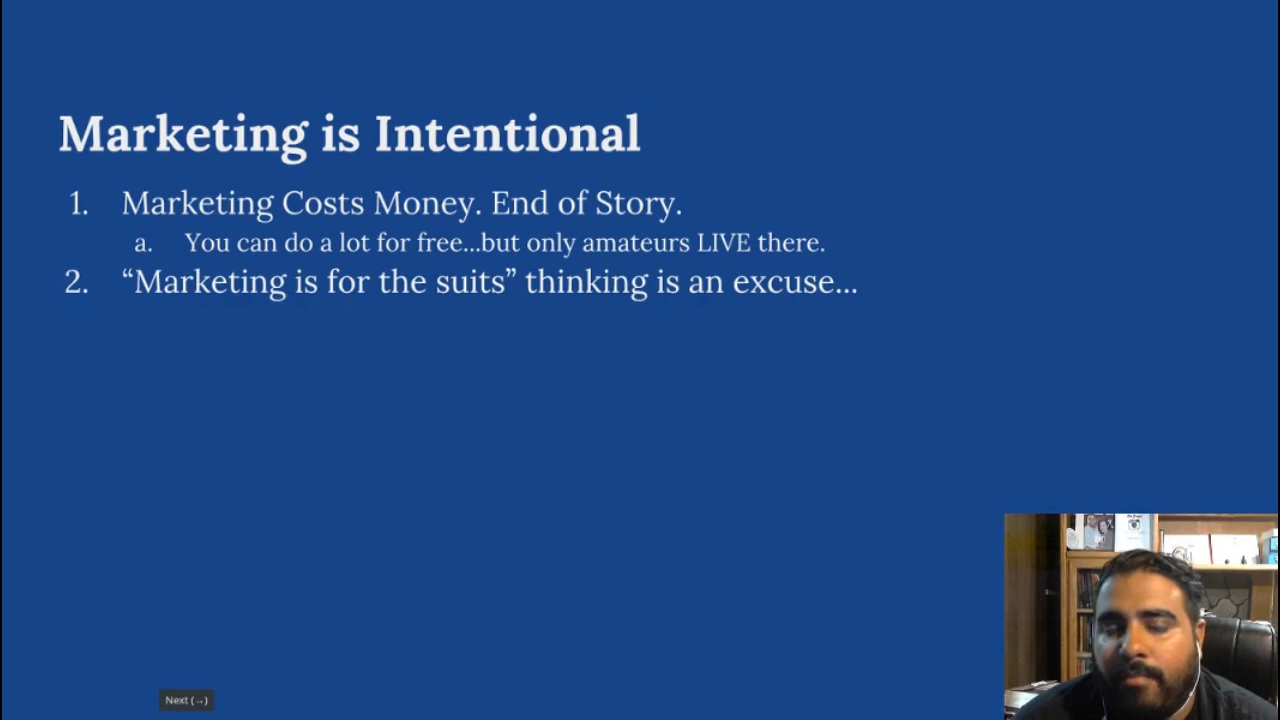 Marketing is Intentional
1. Marketing Costs Money. End of Story.
a. You can do a lot for free...but only amateurs LIVE there.
2. “Marketing is for the suits” thinking is an excuse...
Next (→)